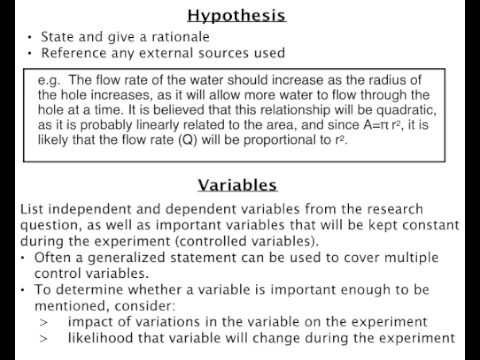 Hypothesis
• State and give a rationale
• Reference any external sources used
e.g. The flow rate of the water should increase as the radius of
the hole increases, as it will allow more water to flow through the
hole at a time. It is believed that this relationship will be quadratic,
as it is probably linearly related to the area, and since A=π r², it is
likely that the flow rate (Q) will be proportional to r².
Variables
List independent and dependent variables from the research
question, as well as important variables that will be kept constant
during the experiment (controlled variables).
• Often a generalized statement can be used to cover multiple
control variables.
• To determine whether a variable is important enough to be
mentioned, consider:
> impact of variations in the variable on the experiment
> likelihood that variable will change during the experiment